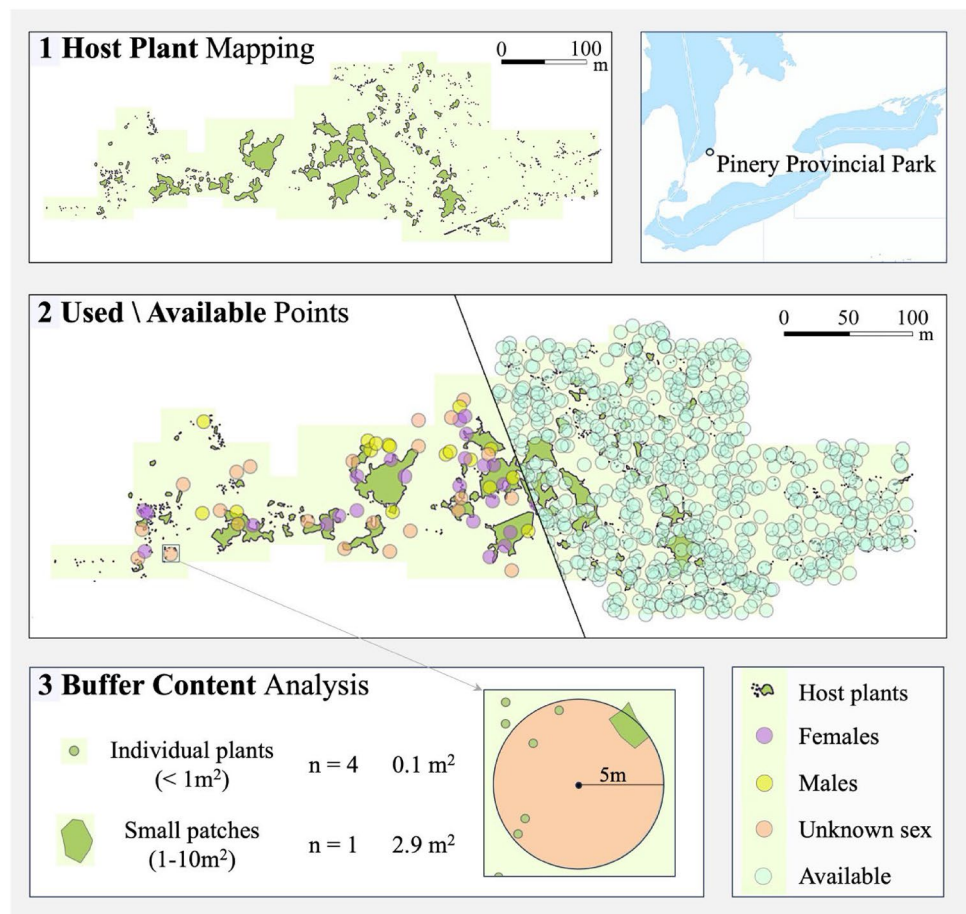 1 Host Plant Mapping
0 100
m
Pinery Provincial Park
2 Used \ Available Points
0 50 100
m
3 Buffer Content Analysis
Individual plants
(< 1m²)
n = 4 0.1 m²
Small patches
(1-10m²)
n = 1 2.9 m²
5m
Host plants
Females
Males
Unknown sex
Available